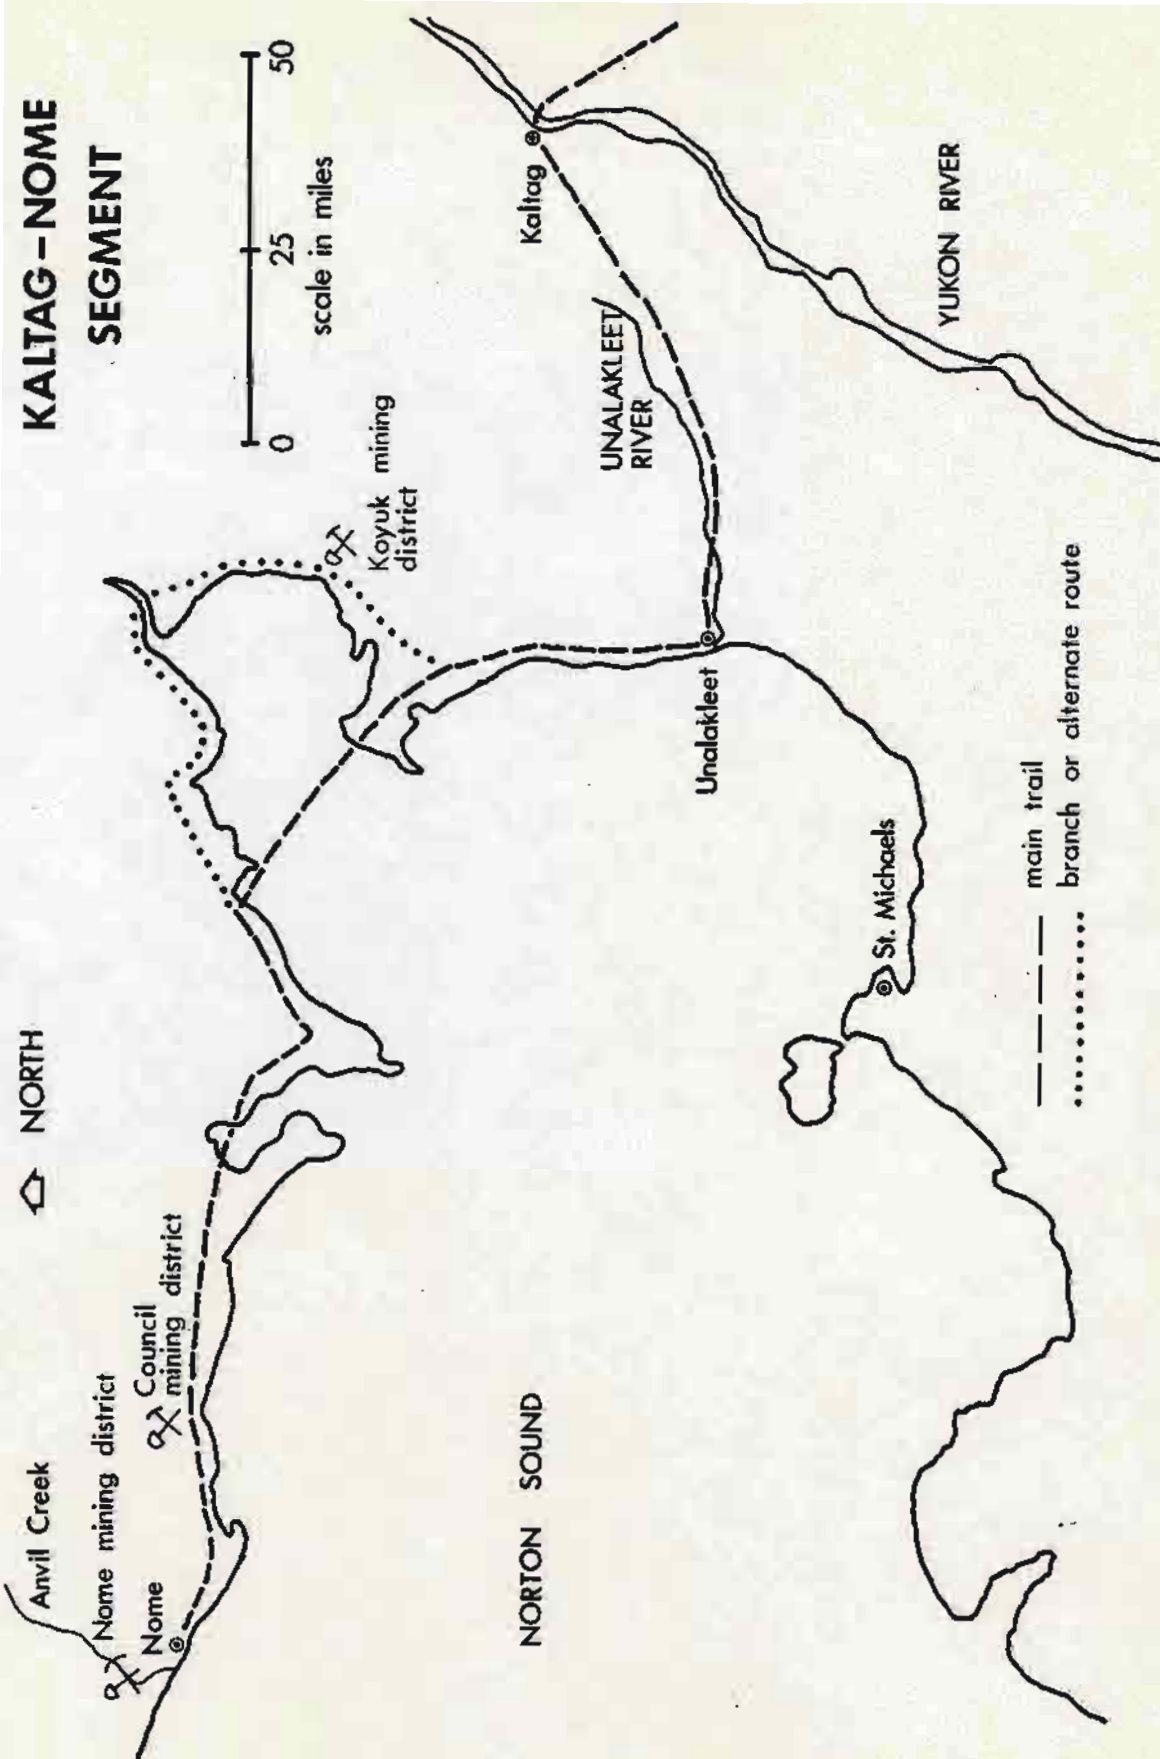 KALTAG–NOME
SEGMENT
0 25 50
scale in miles
NORTH
Anvil Creek
Nome mining district
Nome
Council
mining district
Koyuk mining
district
Kaltag
UNALAKLEET
RIVER
YUKON RIVER
Unalakleet
St. Michaels
NORTON SOUND
main trail
branch or alternate route